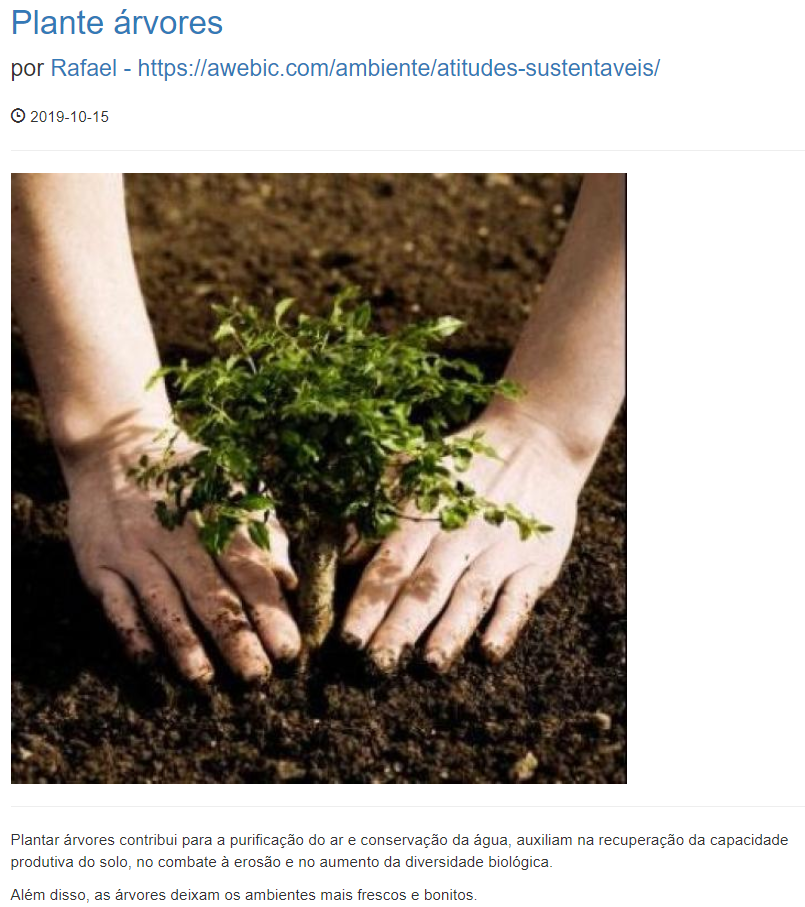 Plante árvores
por Rafael - https://awebic.com/ambiente/atitudes-sustentaveis/
2019-10-15
Plantar árvores contribui para a purificação do ar e conservação da água, auxiliam na recuperação da capacidade
produtiva do solo, no combate à erosão e no aumento da diversidade biológica.
Além disso, as árvores deixam os ambientes mais frescos e bonitos.